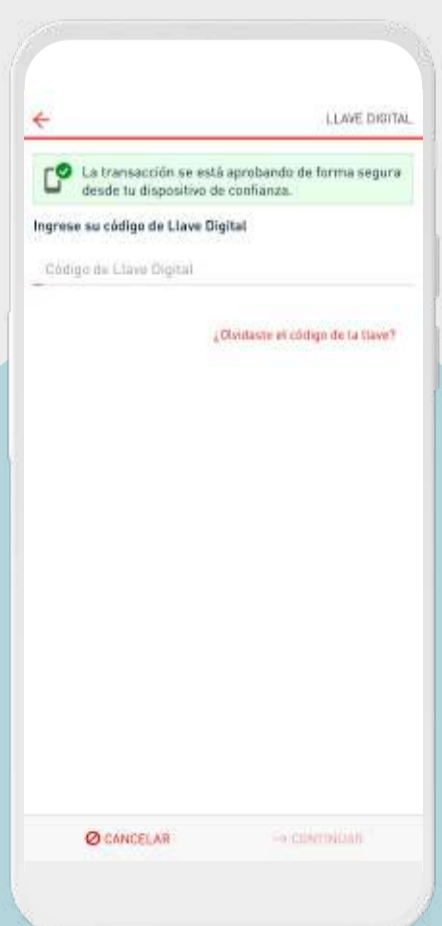 LLAVE DIGITAL
La transacción se está aprobando de forma segura
desde tu dispositivo de confianza.
Ingrese su código de Llave Digital
Código de Llave Digital
¿Olvidaste el código de la llave?
CANCELAR
CONTINUAR